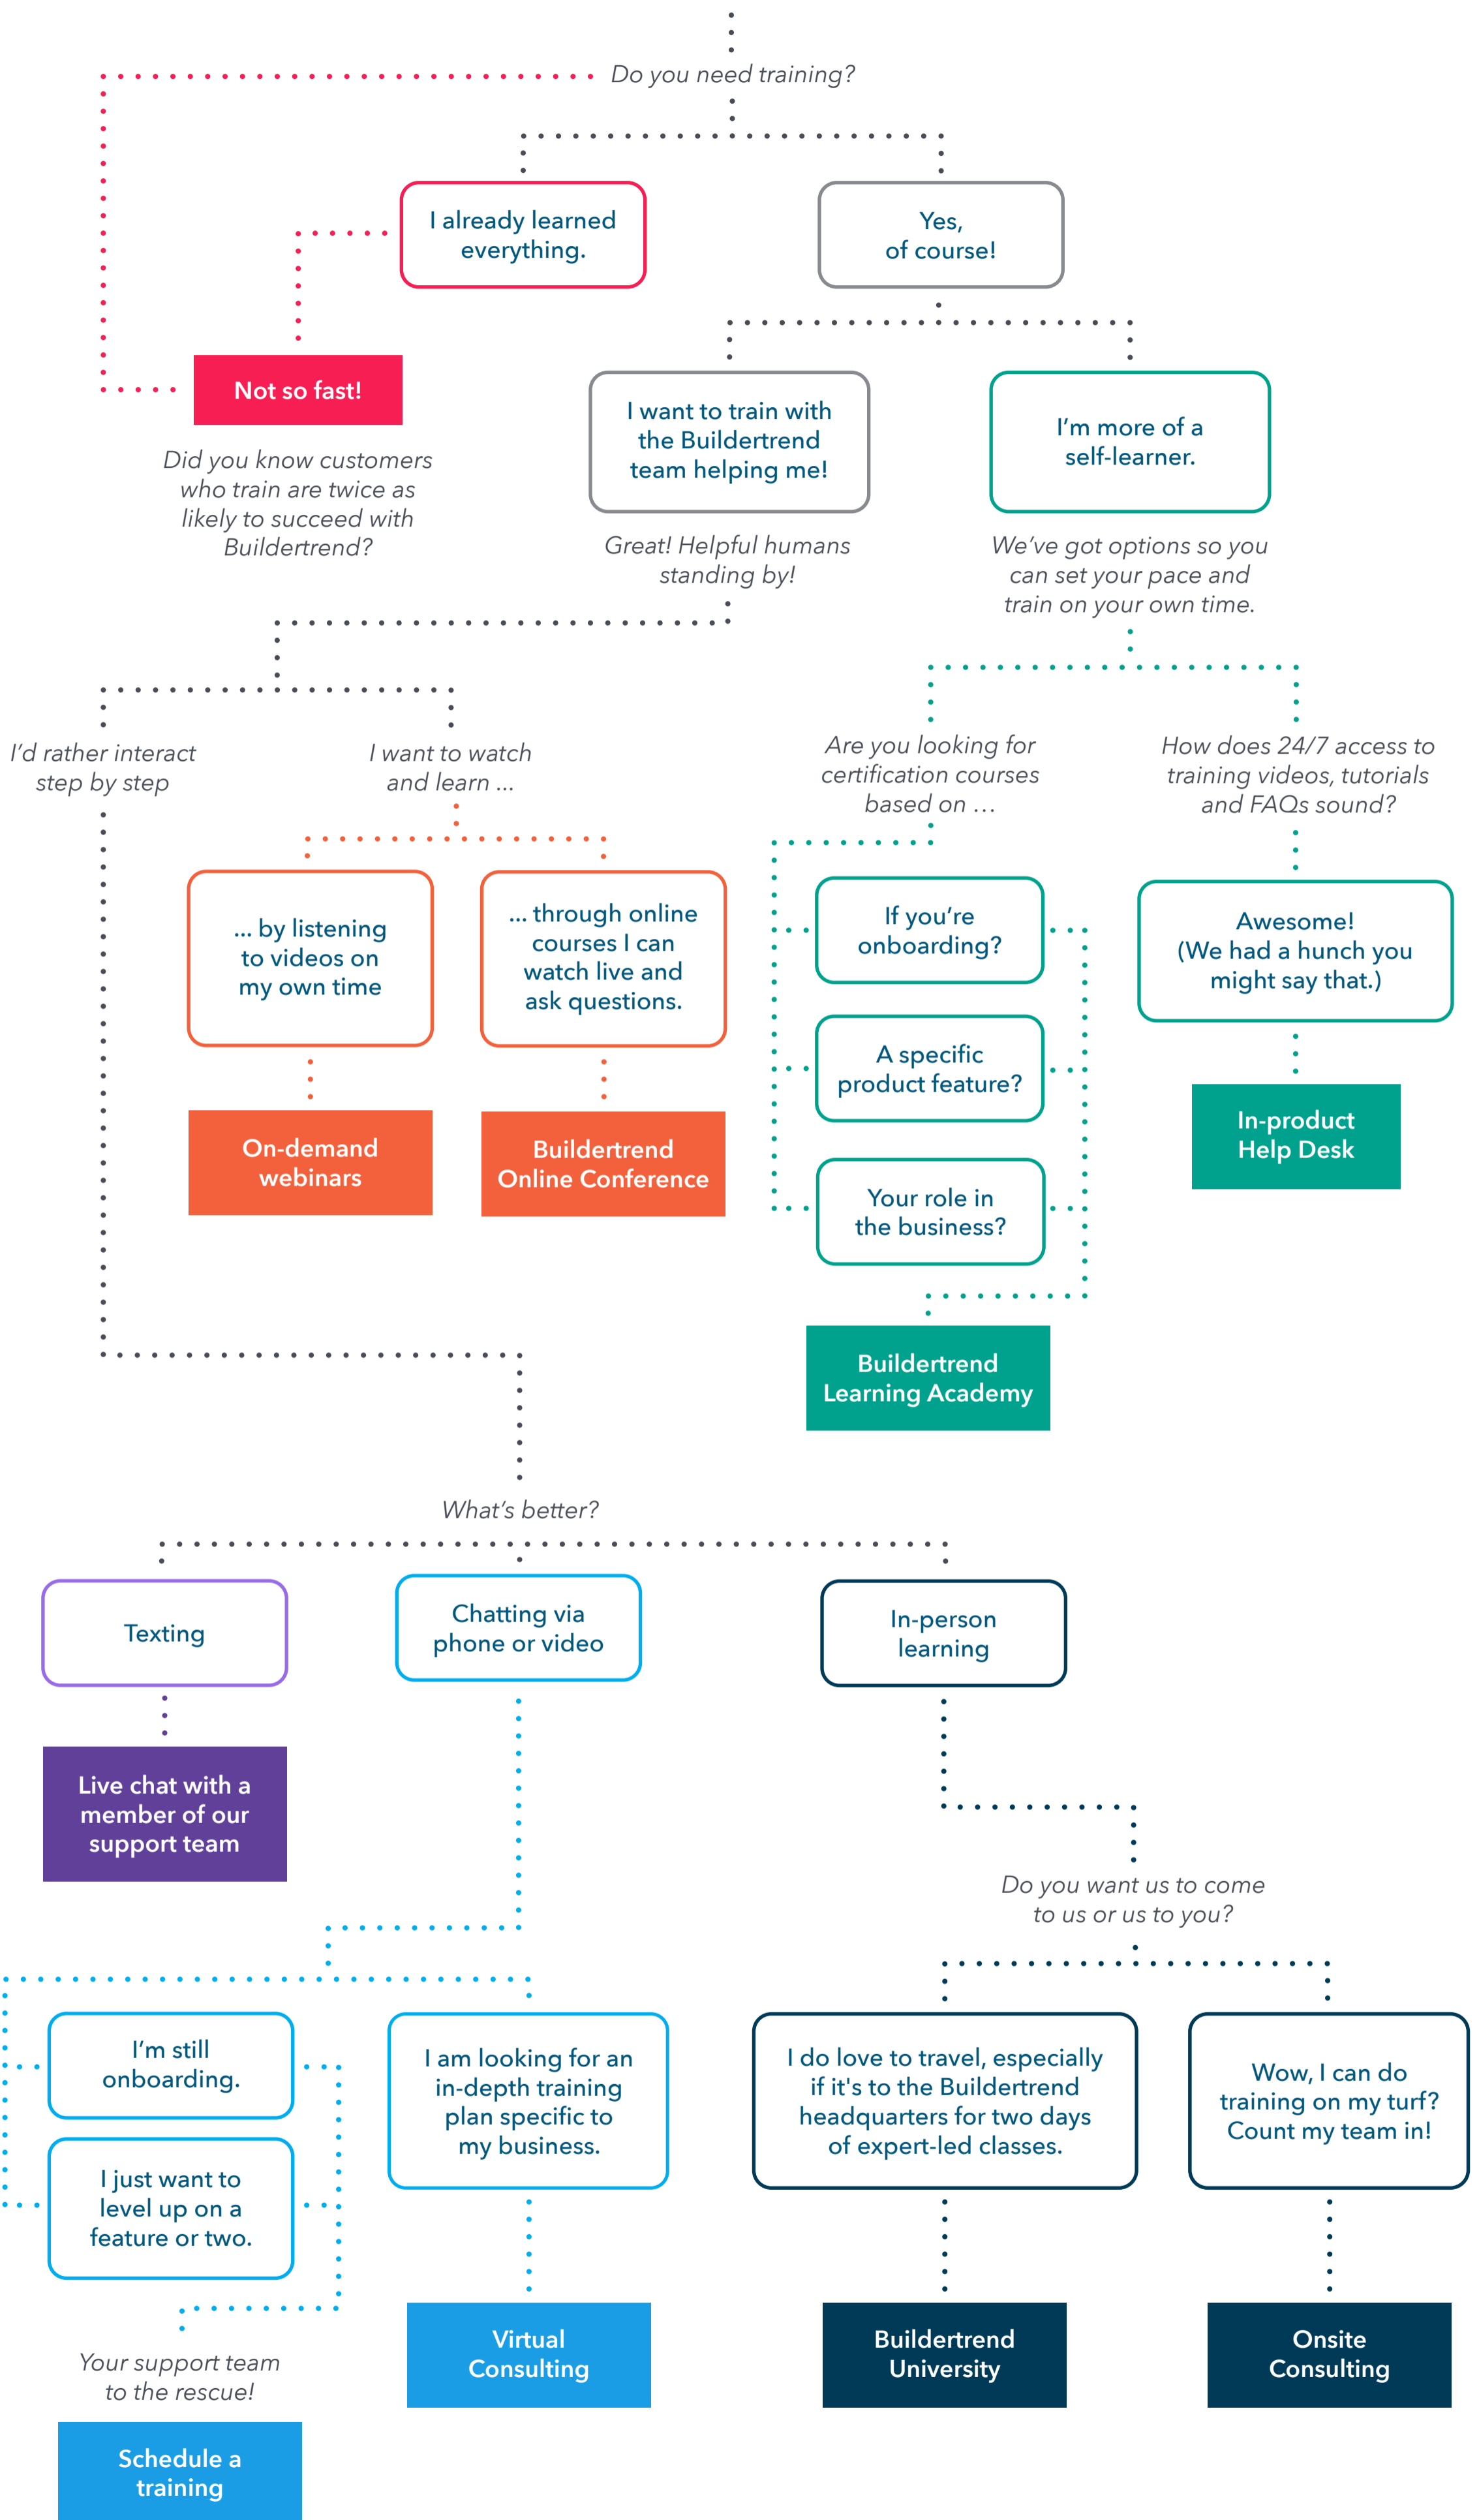 Do you need training?
I already learned
everything.
Yes,
of course!
Not so fast!
Did you know customers
who train are twice as
likely to succeed with
Buildertrend?
I want to train with
the Buildertrend
team helping me!
Great! Helpful humans
standing by!
I’m more of a
self-learner.
We’ve got options so you
can set your pace and
train on your own time.
I’d rather interact
step by step
I want to watch
and learn ...
Are you looking for
certification courses
based on …
How does 24/7 access to
training videos, tutorials
and FAQs sound?
... by listening
to videos on
my own time
... through online
courses I can
watch live and
ask questions.
If you’re
onboarding?
A specific
product feature?
Your role in
the business?
Awesome!
(We had a hunch you
might say that.)
On-demand
webinars
Buildertrend
Online Conference
In-product
Help Desk
Buildertrend
Learning Academy
What’s better?
Texting
Chatting via
phone or video
In-person
learning
Live chat with a
member of our
support team
Do you want us to come
to us or us to you?
I’m still
onboarding.
I just want to
level up on a
feature or two.
I am looking for an
in-depth training
plan specific to
my business.
I do love to travel, especially
if it's to the Buildertrend
headquarters for two days
of expert-led classes.
Wow, I can do
training on my turf?
Count my team in!
Your support team
to the rescue!
Schedule a
training
Virtual
Consulting
Buildertrend
University
Onsite
Consulting